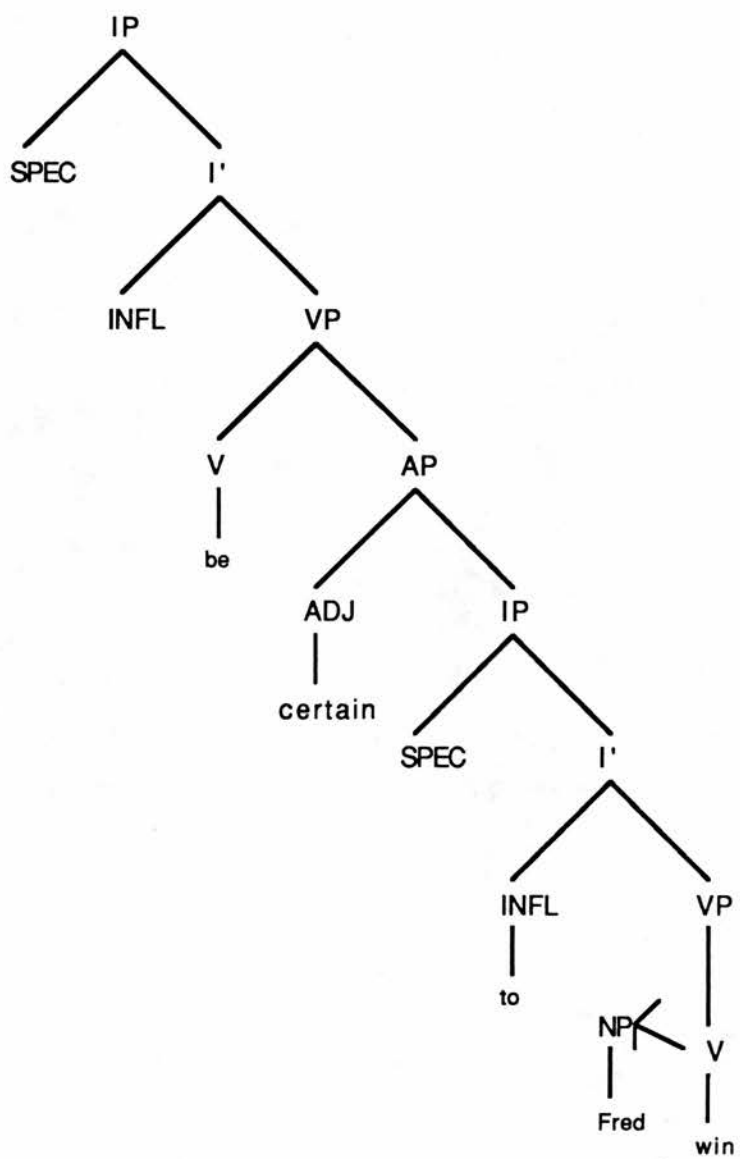 IP
SPEC I'
INFL VP
V AP
be
ADJ IP
certain
SPEC I'
INFL VP
to
NP V
Fred win